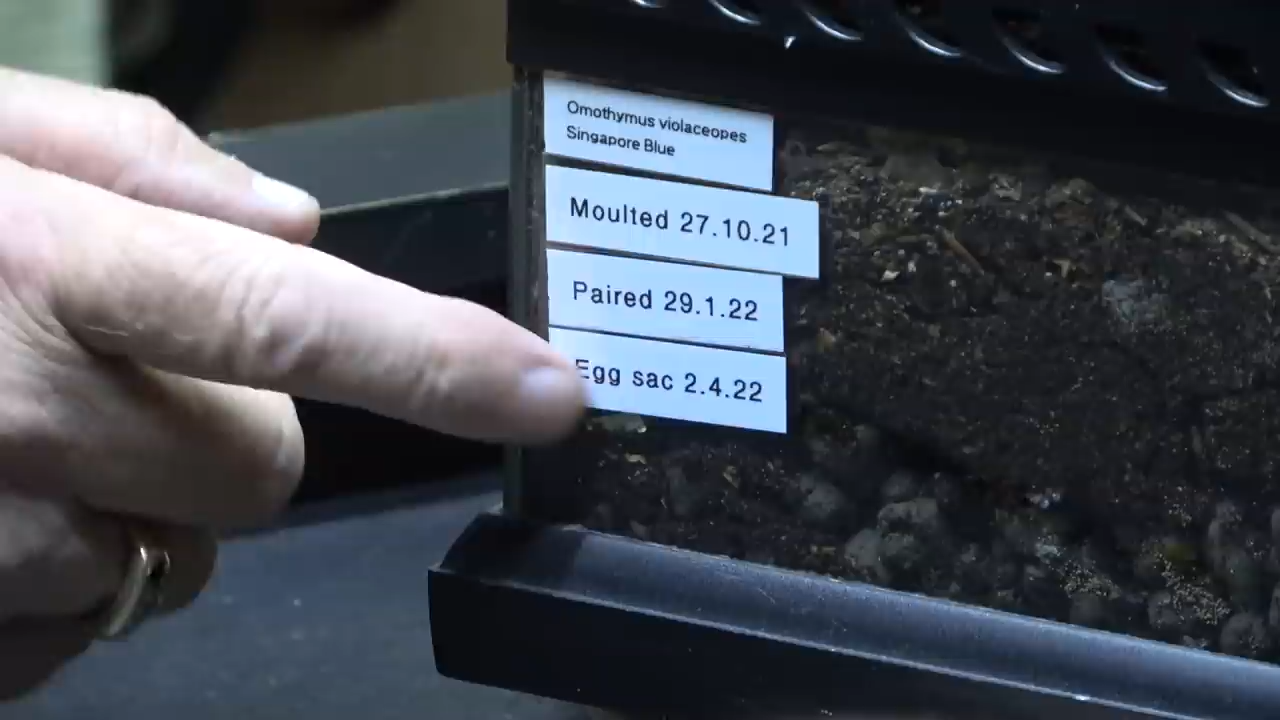 Omothymus violaceopes
Singapore Blue
Moulted 27.10.21
Paired 29.1.22
Egg sac 2.4.22